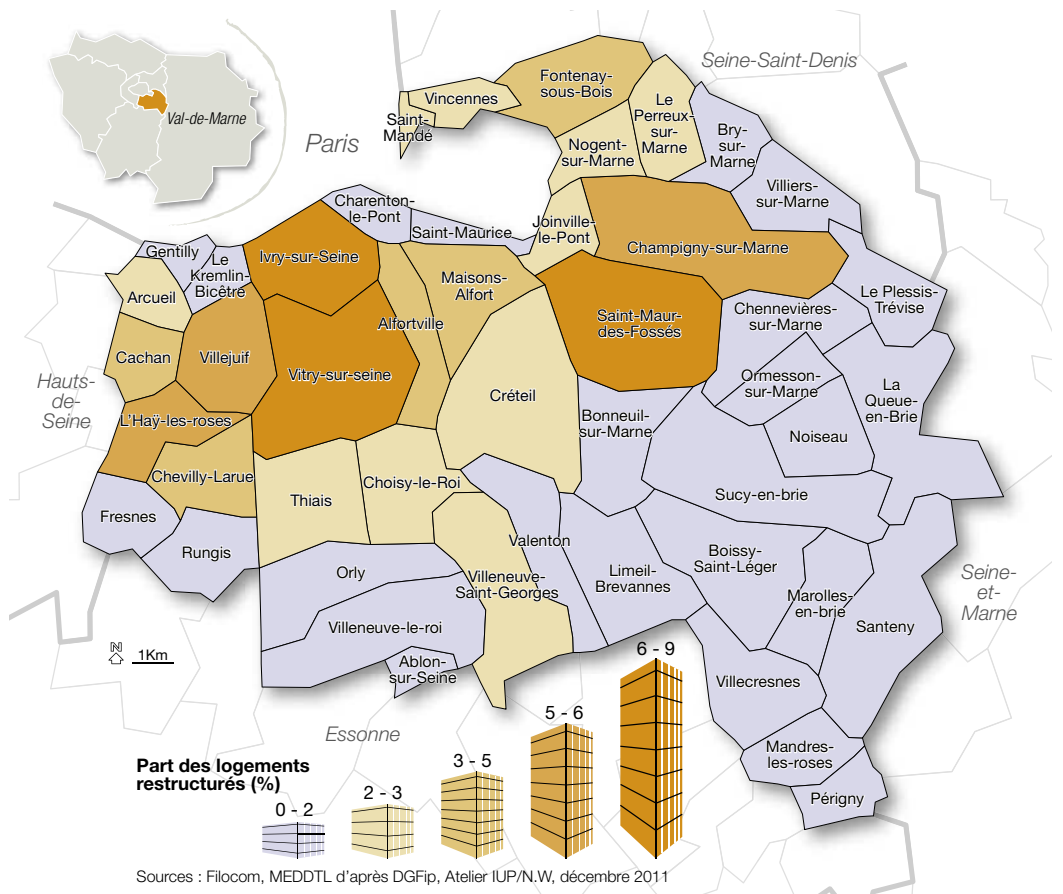 Val-de-Marne
Seine-Saint-Denis
Paris
Hauts-
de-
Seine
Essonne
Seine-
et-
Marne
Fontenay-
sous-Bois
Vincennes
Saint-
Mandé
Le
Perreux-
sur-
Marne
Nogent-
sur-Marne
Bry-
sur-
Marne
Villiers-
sur-Marne
Charenton-
le-Pont
Saint-Maurice
Joinville-
le-Pont
Champigny-sur-Marne
Gentilly
Le
Kremlin-
Bicêtre
Ivry-sur-Seine
Maisons-
Alfort
Arcueil
Le Plessis-
Trévise
Chennevières-
sur-Marne
Saint-Maur-
des-Fossés
Alfortville
Cachan
Villejuif
Vitry-sur-seine
Créteil
Ormesson-
sur-Marne
La
Queue-
en-Brie
L'Haÿ-les-roses
Bonneuil-
sur-Marne
Noiseau
Chevilly-Larue
Thiais
Choisy-le-Roi
Sucy-en-brie
Fresnes
Rungis
Valenton
Orly
Villeneuve-
Saint-Georges
Limeil-
Brevannes
Boissy-
Saint-Léger
Marolles-
en-brie
Santeny
Villeneuve-le-roi
Ablon-
sur-Seine
Villecresnes
Mandres-
les-roses
Périgny
N
1Km
Part des logements
restructurés (%)
0 - 2
2 - 3
3 - 5
5 - 6
6 - 9
Sources : Filocom, MEDDTL d'après DGFip, Atelier IUP/N.W, décembre 2011